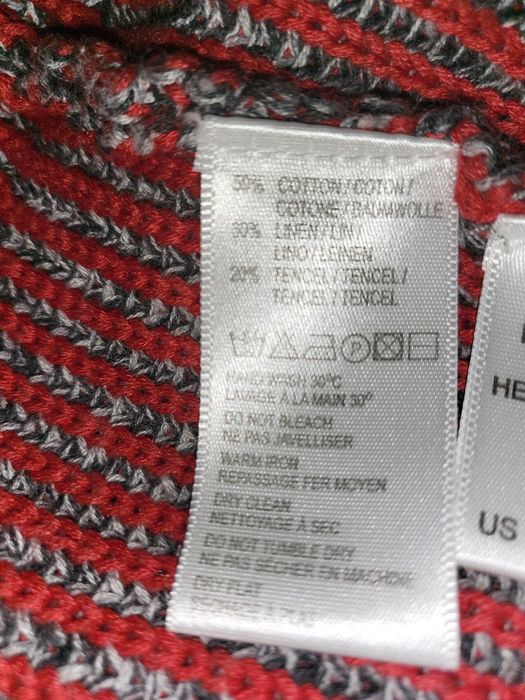 50% COTTON/COTON/
COTONE/BAUMWOLLE
30% LINEN/LIN/
LINO/LEINEN
20% TENCEL/TENCEL/
TENCEL/TENCEL
HAND WASH 30°C
LAVAGE A LA MAIN 30°
DO NOT BLEACH
NE PAS JAVELLISER
WARM IRON
REPASSAGE FER MOYEN
DRY CLEAN
NETTOYAGE À SEC
DO NOT TUMBLE DRY
NE PAS SÉCHER EN MACHINE
DRY FLAT
HE
US